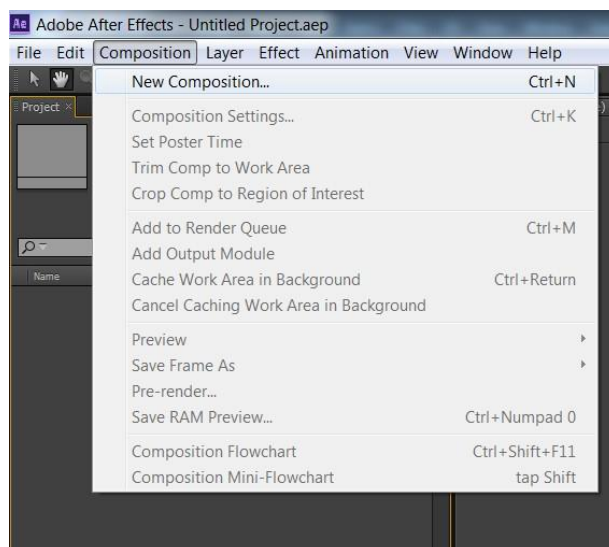 Ae Adobe After Effects - Untitled Project.aep
File Edit Composition Layer Effect Animation View Window Help
New Composition... Ctrl+N
Project ×
Composition Settings... Ctrl+K
Set Poster Time
Trim Comp to Work Area
Crop Comp to Region of Interest
Add to Render Queue Ctrl+M
Add Output Module
Name
Cache Work Area in Background Ctrl+Return
Cancel Caching Work Area in Background
Preview
Save Frame As
Pre-render...
Save RAM Preview... Ctrl+Numpad 0
Composition Flowchart Ctrl+Shift+F11
Composition Mini-Flowchart tap Shift